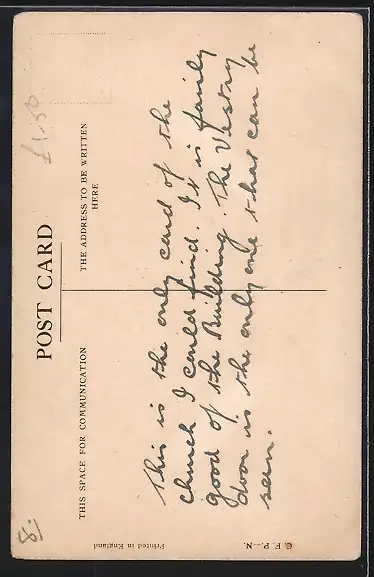 POST CARD
THIS SPACE FOR COMMUNICATION
THE ADDRESS TO BE WRITTEN
HERE
£1.50
This is the only card of the
church I could find. It is fairly
good of the Building. The Vestry
door is the only one that can be
seen.
Printed in England
C. F. P.—N.